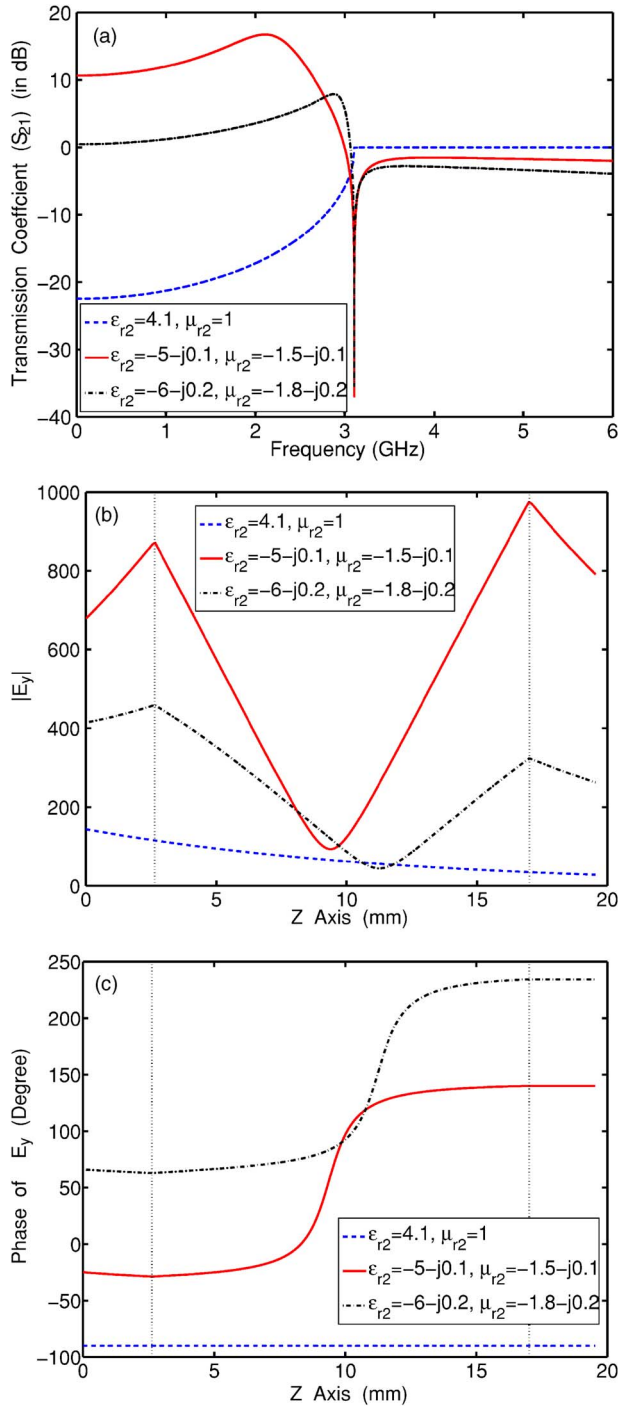 (a)
Transmission Coeffcient (S21) (in dB)
20
10
0
−10
−20
−30
−40
εr2=4.1, μr2=1
εr2=−5−j0.1, μr2=−1.5−j0.1
εr2=−6−j0.2, μr2=−1.8−j0.2
0 1 2 3 4 5 6
Frequency (GHz)
(b)
|Ey|
1000
800
600
400
200
0
εr2=4.1, μr2=1
εr2=−5−j0.1, μr2=−1.5−j0.1
εr2=−6−j0.2, μr2=−1.8−j0.2
0 5 10 15 20
Z Axis (mm)
(c)
Phase of Ey (Degree)
250
200
150
100
50
0
−50
−100
εr2=4.1, μr2=1
εr2=−5−j0.1, μr2=−1.5−j0.1
εr2=−6−j0.2, μr2=−1.8−j0.2
0 5 10 15 20
Z Axis (mm)